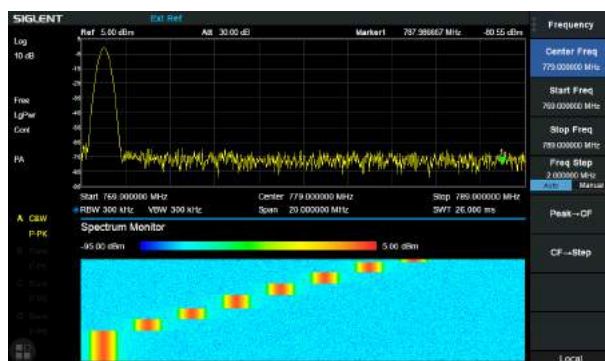 SIGLENT Ext Ref
Frequency
Log
10 dB
Ref 5.00 dBm Att 30.00 dB Marker1 787.986667 MHz -80.55 dBm
Center Freq
779.000000 MHz
Start Freq
769.000000 MHz
Free
LgPwr
Cont
Stop Freq
789.000000 MHz
PA
Freq Step
2.000000 MHz
Auto Manual
Start 769.000000 MHz Center 779.000000 MHz Stop 789.000000 MHz
RBW 300 kHz VBW 300 kHz Span 20.000000 MHz SWT 26.000 ms
Peak→CF
A C&W
P-PK
Spectrum Monitor
-95.00 dBm 5.00 dBm
CF→Step
Local